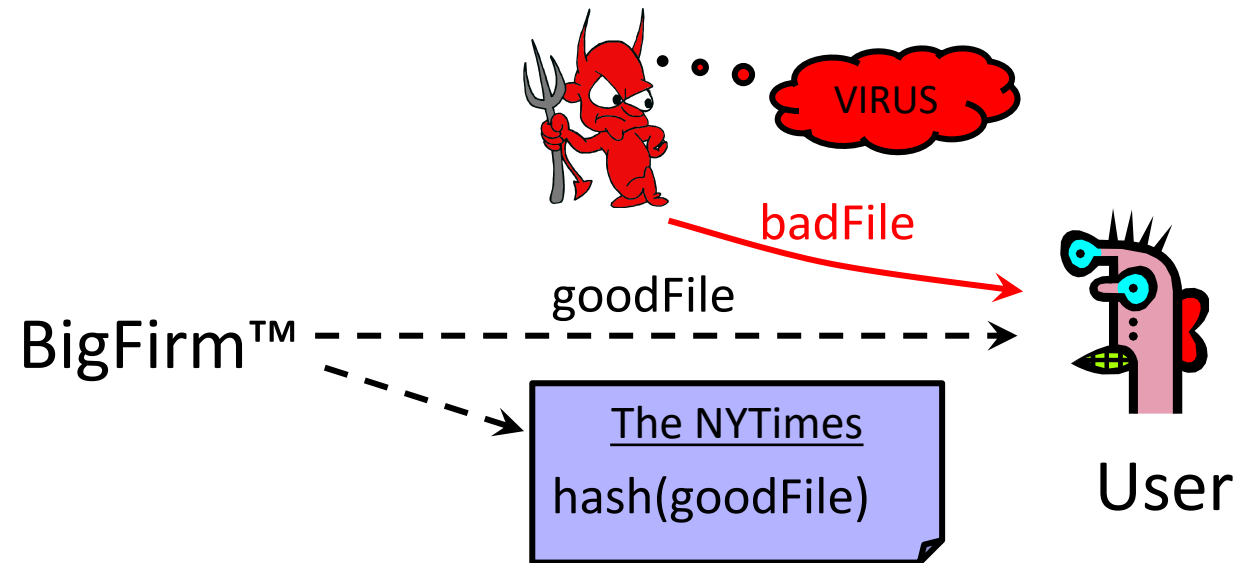 VIRUS
badFile
goodFile
BigFirm™
The NYTimes
hash(goodFile)
User